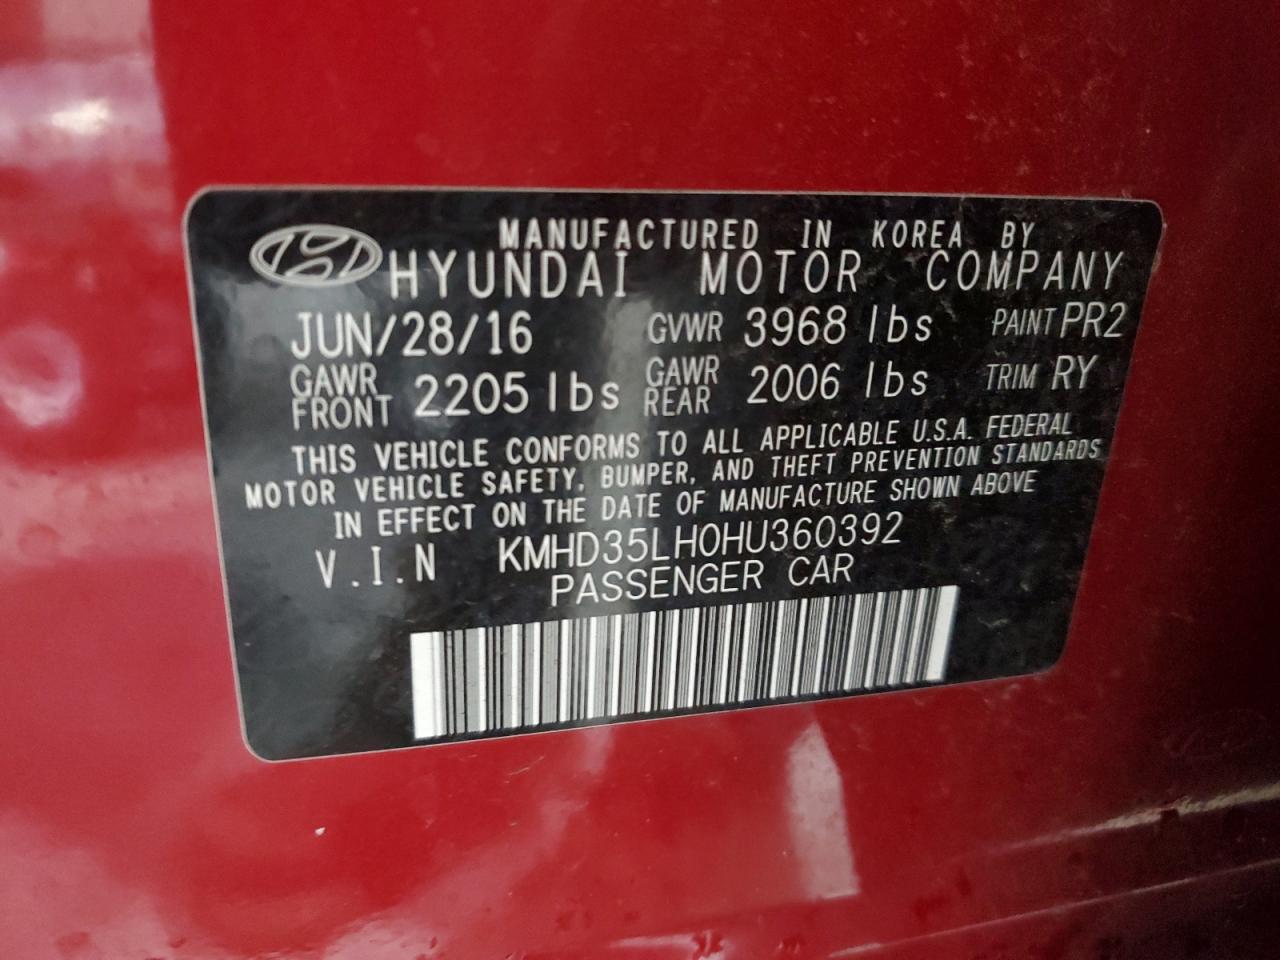 MANUFACTURED IN KOREA BY
HYUNDAI MOTOR COMPANY
JUN/28/16 GVWR 3968 lbs PAINT PR2
GAWR FRONT 2205 lbs GAWR REAR 2006 lbs TRIM RY
THIS VEHICLE CONFORMS TO ALL APPLICABLE U.S.A. FEDERAL
MOTOR VEHICLE SAFETY, BUMPER, AND THEFT PREVENTION STANDARDS
IN EFFECT ON THE DATE OF MANUFACTURE SHOWN ABOVE
V.I.N KMHD35LH0HU360392
PASSENGER CAR